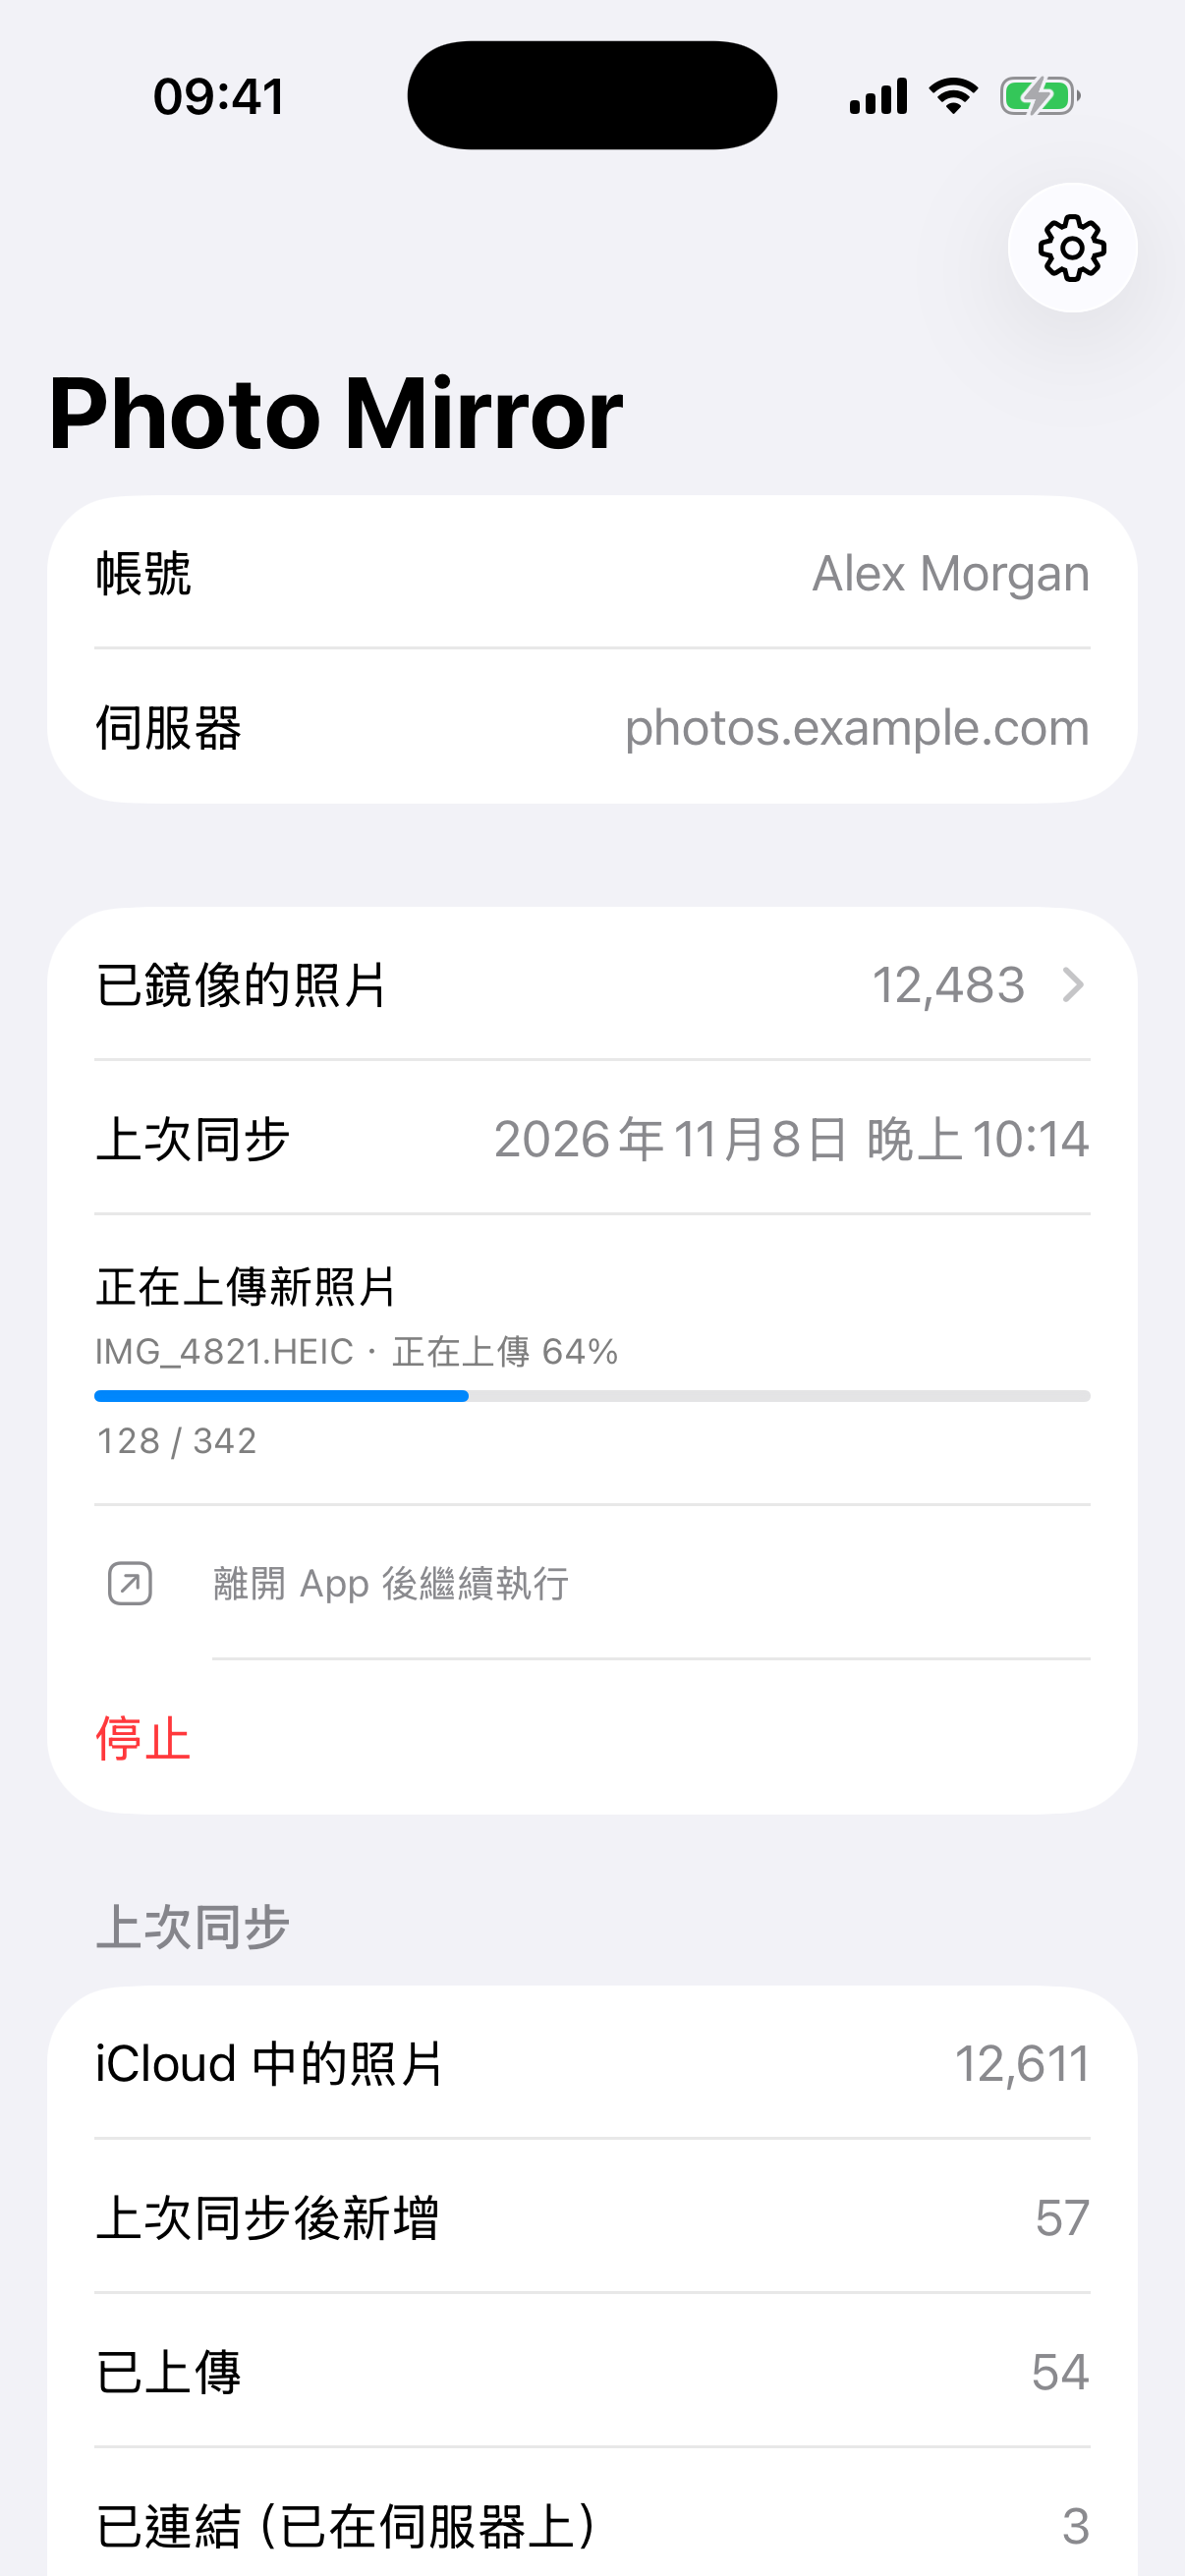 09:41
Photo Mirror
帳號 Alex Morgan
伺服器 photos.example.com
已鏡像的照片 12,483
上次同步 2026年11月8日 晚上10:14
正在上傳新照片
IMG_4821.HEIC · 正在上傳 64%
128 / 342
離開 App 後繼續執行
停止
上次同步
iCloud 中的照片 12,611
上次同步後新增 57
已上傳 54
已連結 (已在伺服器上) 3